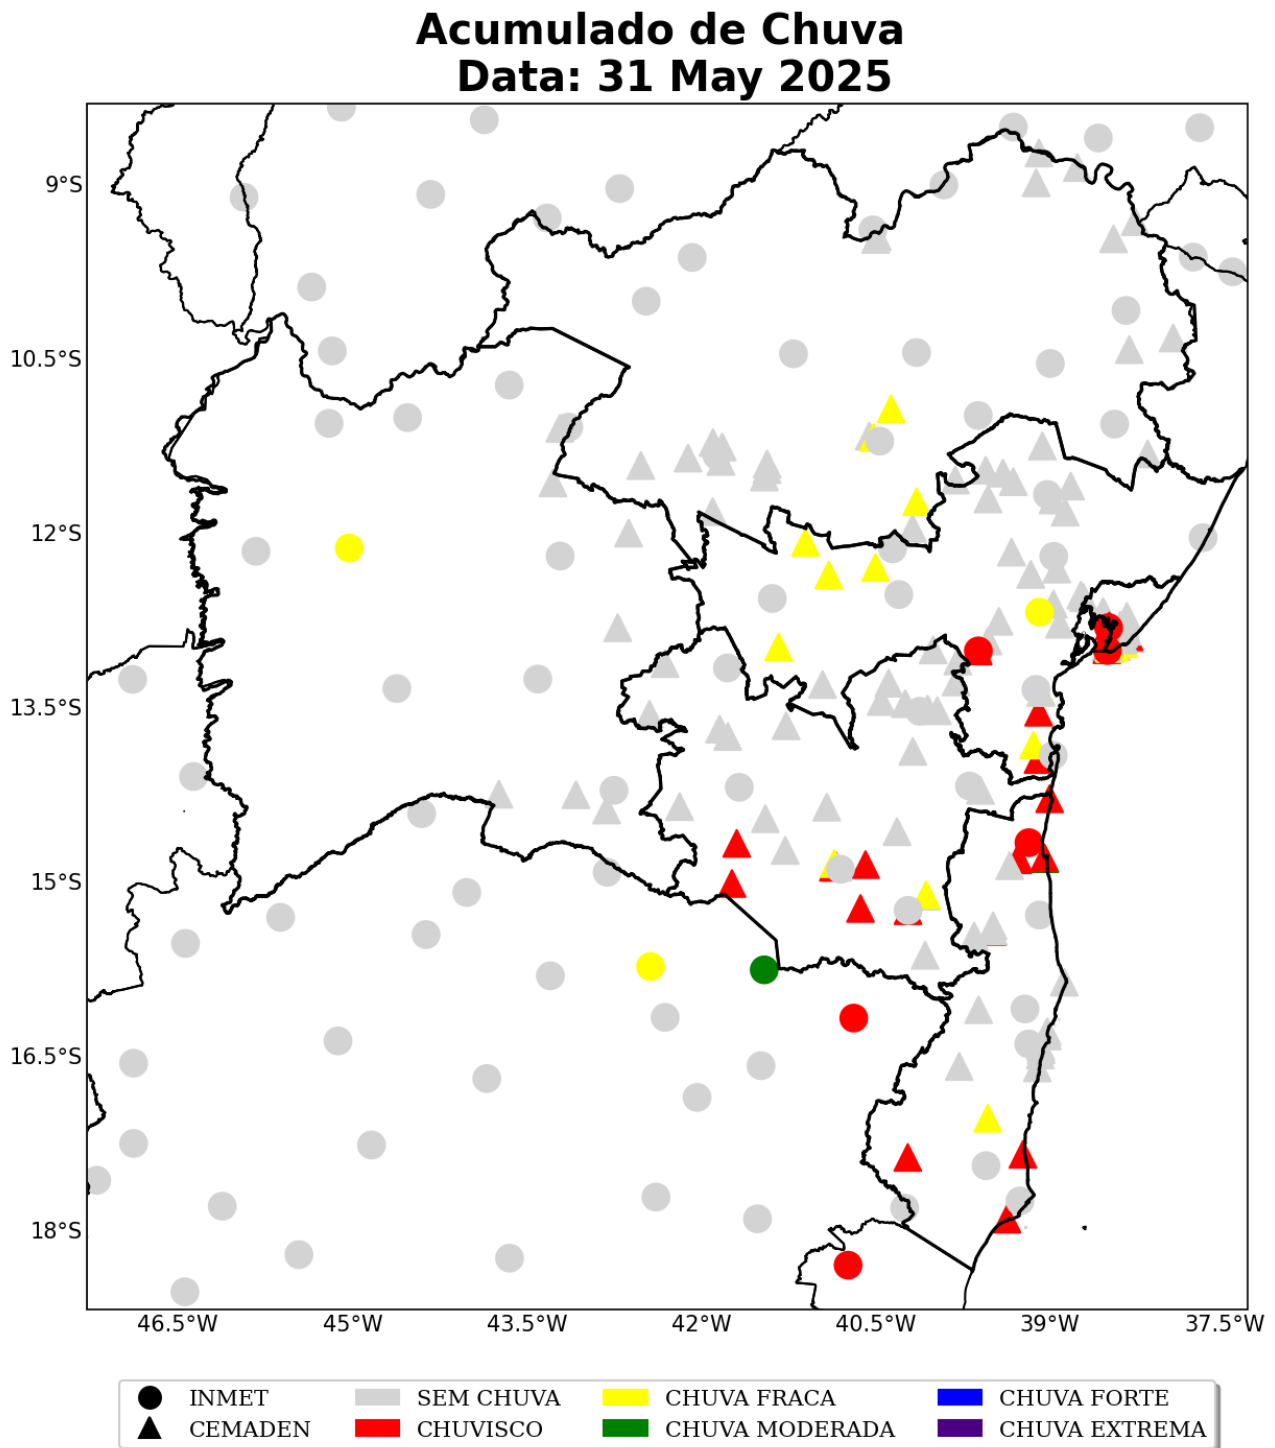 Acumulado de Chuva
Data: 31 May 2025
9°S
10.5°S
12°S
13.5°S
15°S
16.5°S
18°S
46.5°W 45°W 43.5°W 42°W 40.5°W 39°W 37.5°W
INMET SEM CHUVA CHUVA FRACA CHUVA FORTE
CEMADEN CHUVISCO CHUVA MODERADA CHUVA EXTREMA